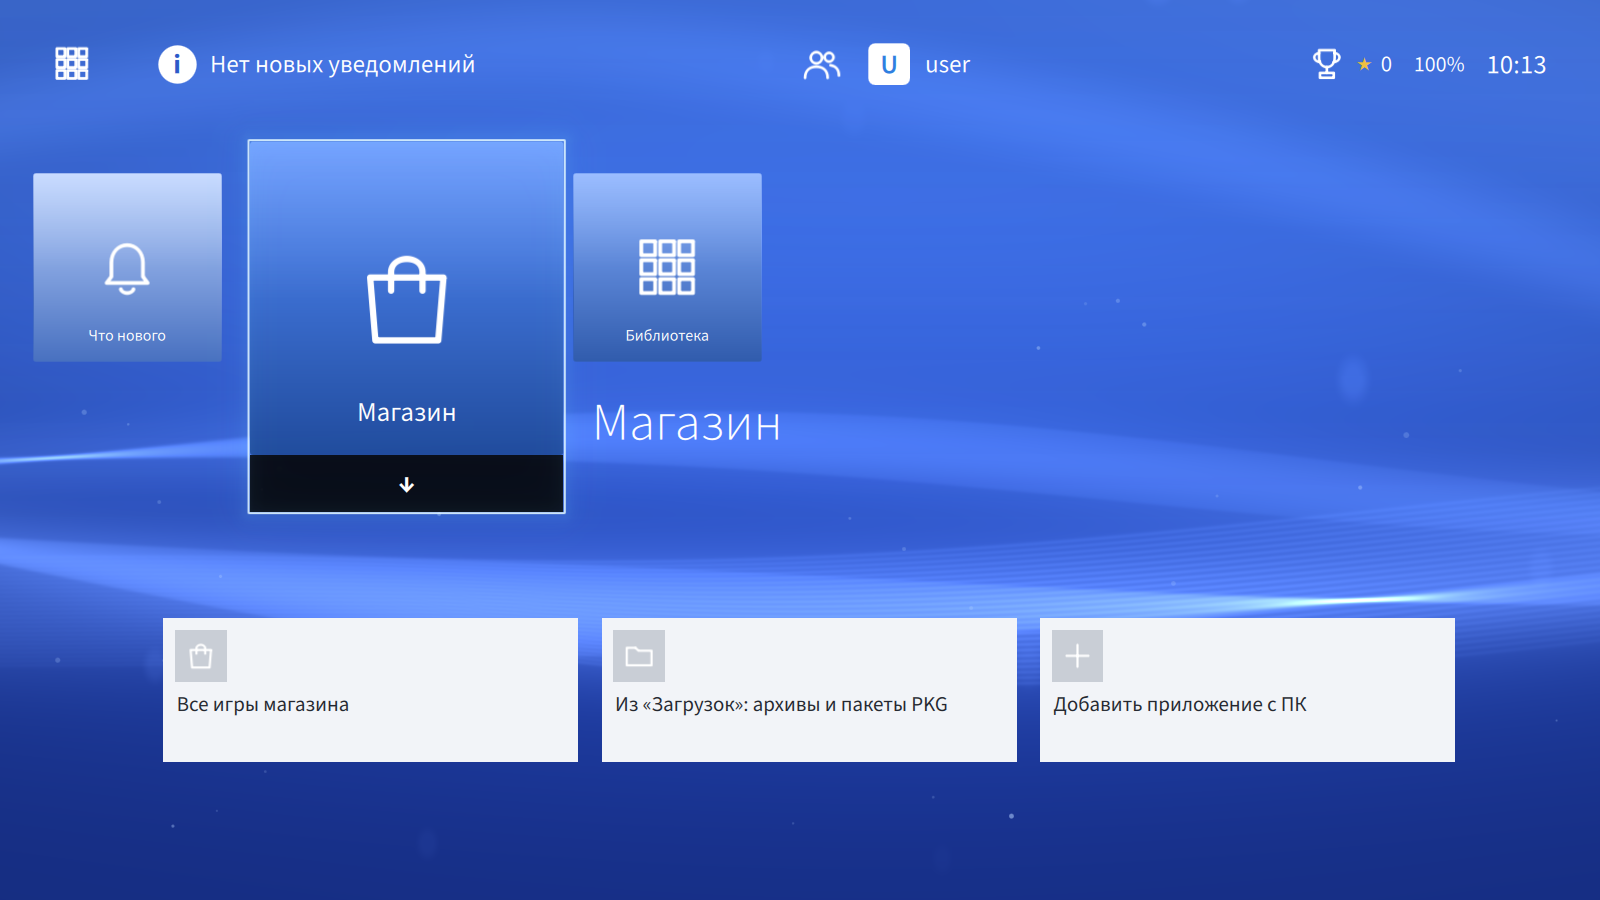 Нет новых уведомлений
U user
★ 0 100% 10:13
Что нового
Магазин
Библиотека
Магазин
Все игры магазина
Из «Загрузок»: архивы и пакеты PKG
Добавить приложение с ПК